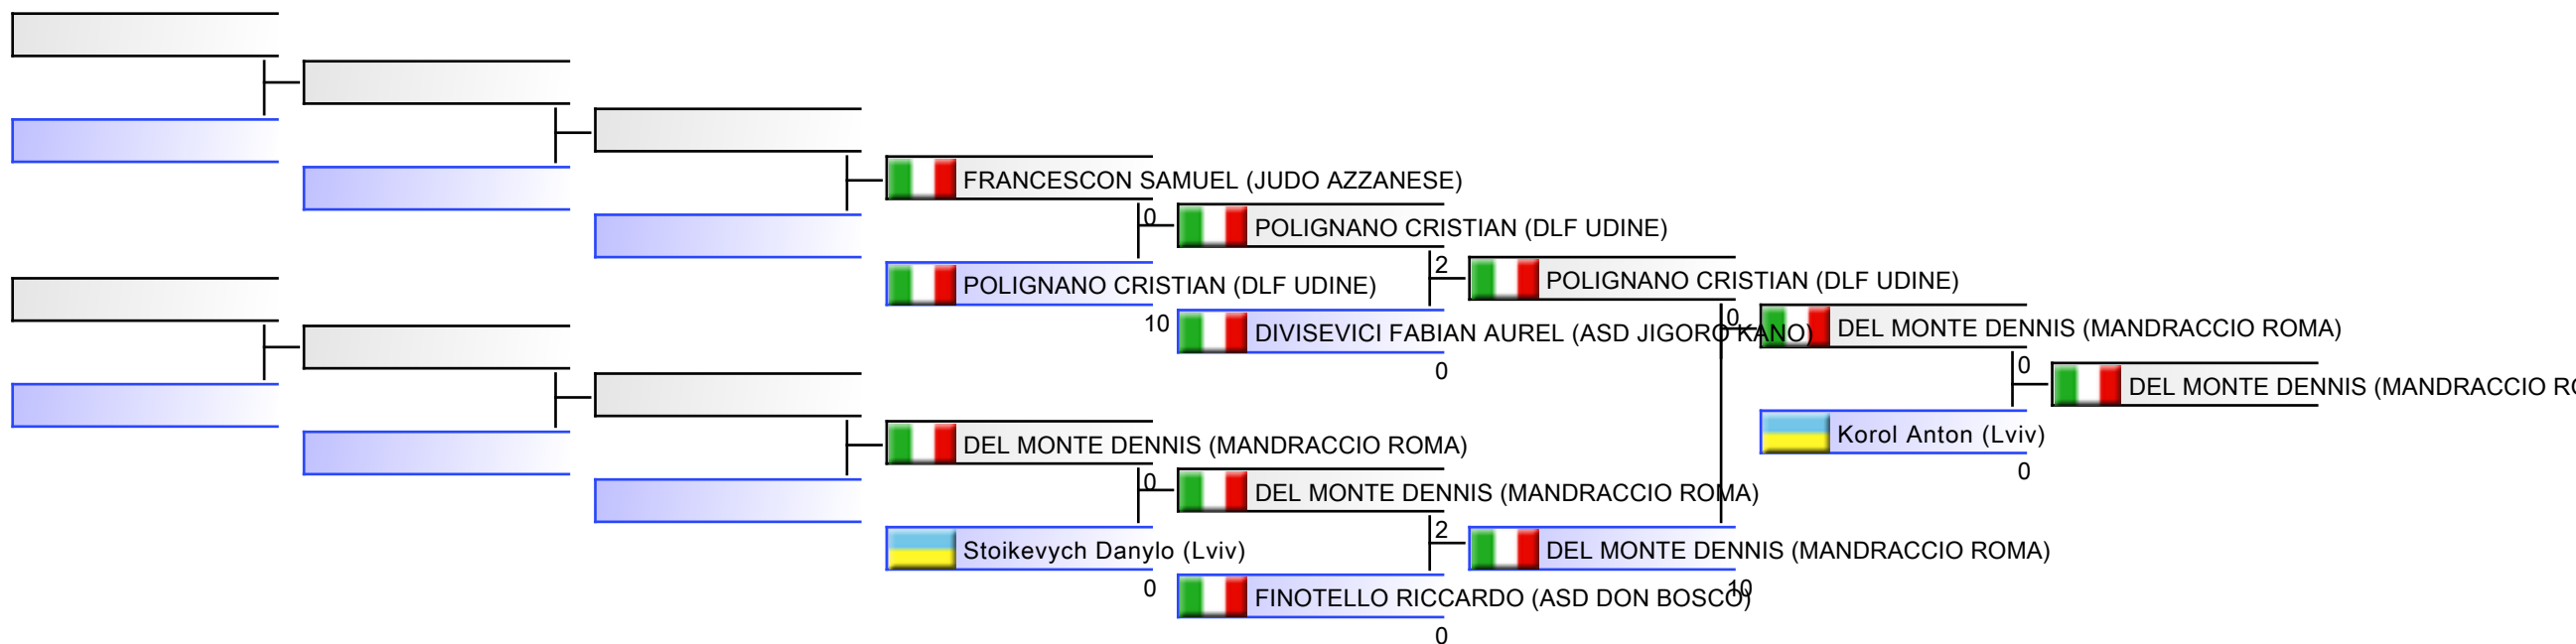 FRANCESCON SAMUEL (JUDO AZZANESE)
0
POLIGNANO CRISTIAN (DLF UDINE)
2
POLIGNANO CRISTIAN (DLF UDINE)
POLIGNANO CRISTIAN (DLF UDINE)
10
DIVISEVICI FABIAN AUREL (ASD JIGORO KANO)
0
0
DEL MONTE DENNIS (MANDRACCIO ROMA)
0
DEL MONTE DENNIS (MANDRACCIO RO
Korol Anton (Lviv)
0
DEL MONTE DENNIS (MANDRACCIO ROMA)
0
DEL MONTE DENNIS (MANDRACCIO ROMA)
2
DEL MONTE DENNIS (MANDRACCIO ROMA)
10
Stoikevych Danylo (Lviv)
0
FINOTELLO RICCARDO (ASD DON BOSCO)
0